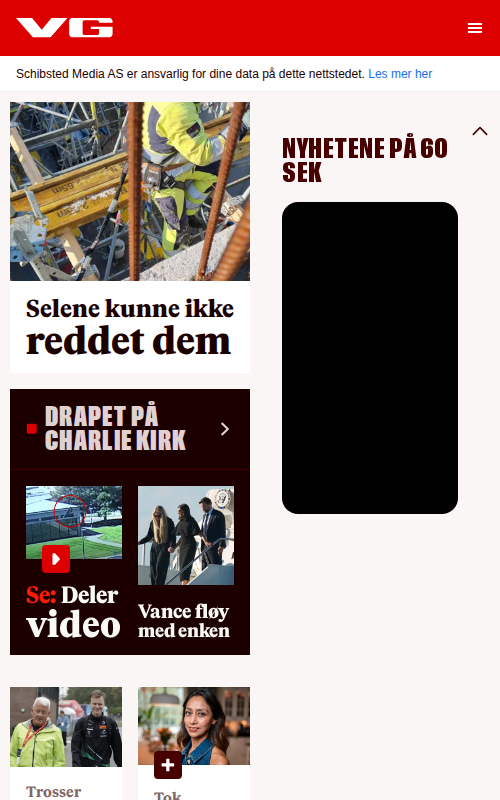 VG
Schibsted Media AS er ansvarlig for dine data på dette nettstedet. Les mer her
Selene kunne ikke
reddet dem
NYHETENE PÅ 60
SEK
DRAPET PÅ
CHARLIE KIRK
Se: Deler
video
Vance fløy
med enken
Trosser
Tok